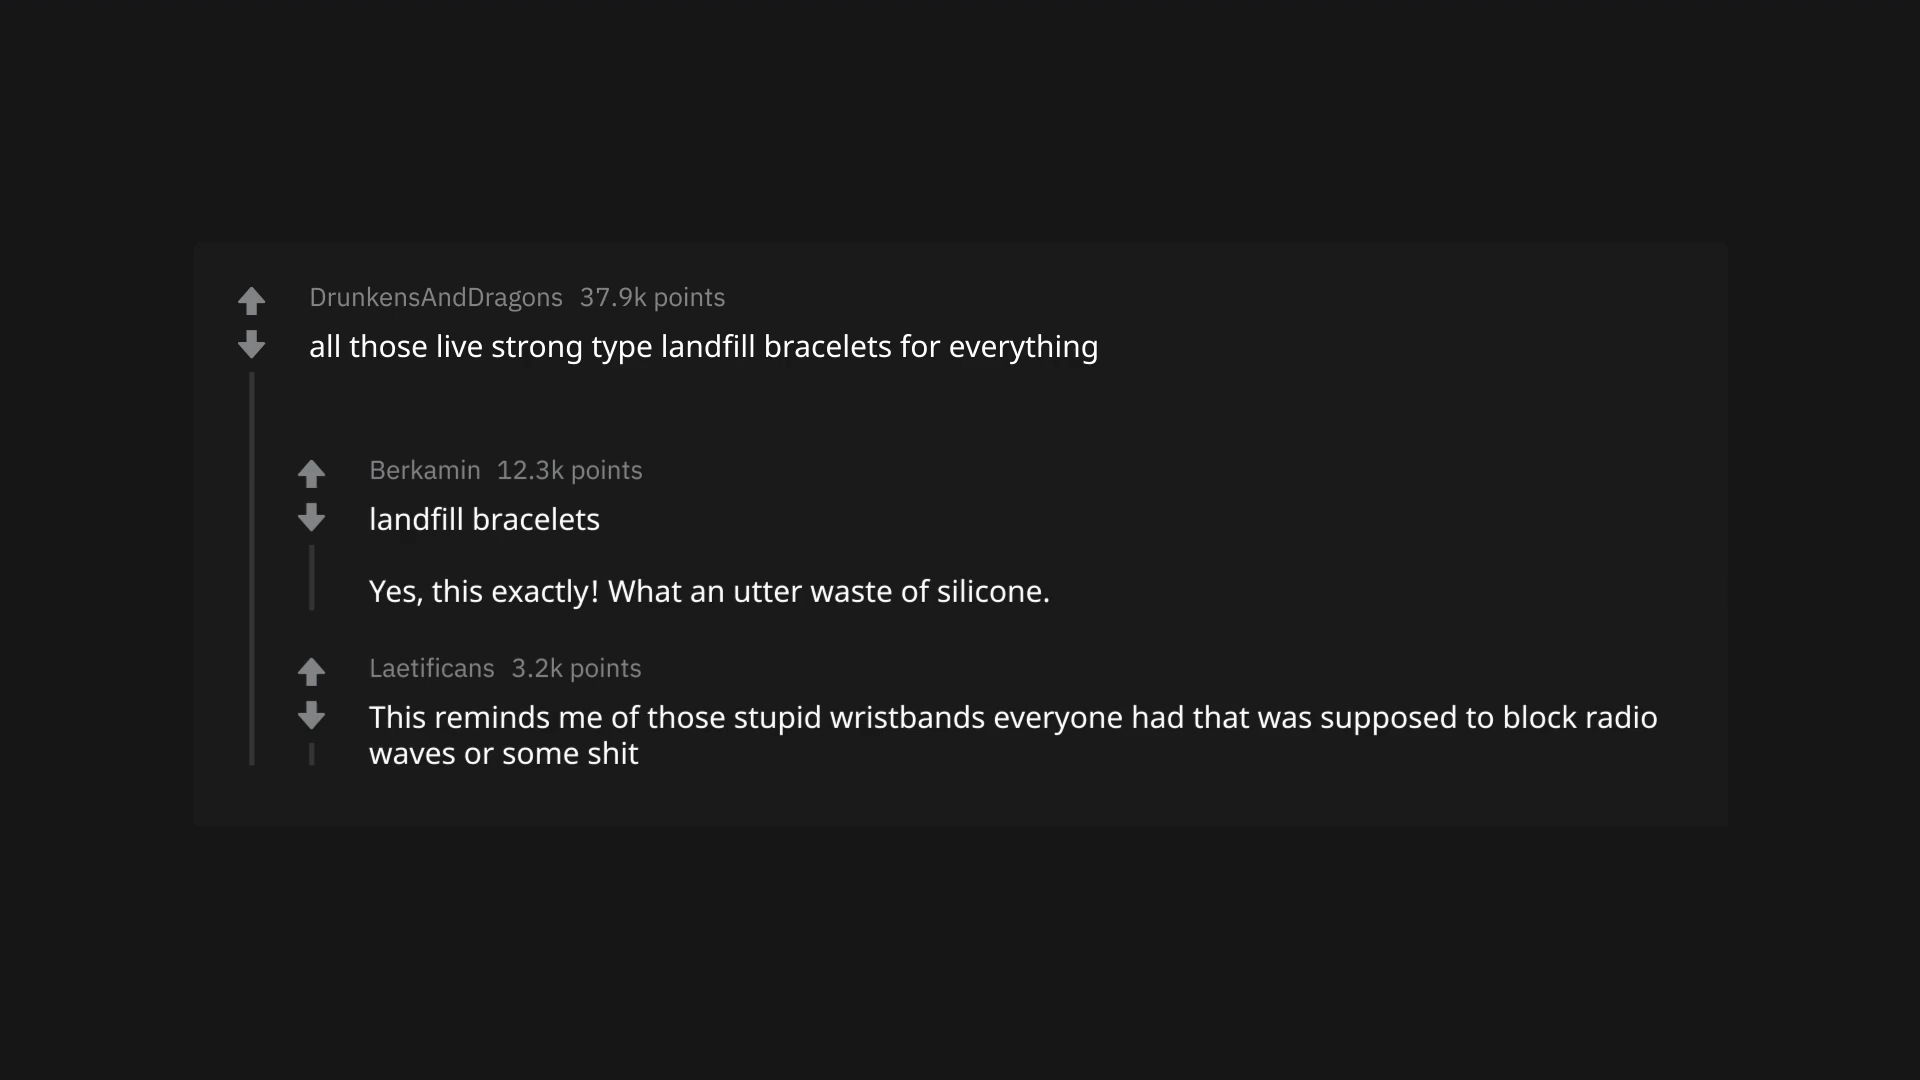 DrunkensAndDragons 37.9k points
all those live strong type landfill bracelets for everything
Berkamin 12.3k points
landfill bracelets
Yes, this exactly! What an utter waste of silicone.
Laetificans 3.2k points
This reminds me of those stupid wristbands everyone had that was supposed to block radio
waves or some shit